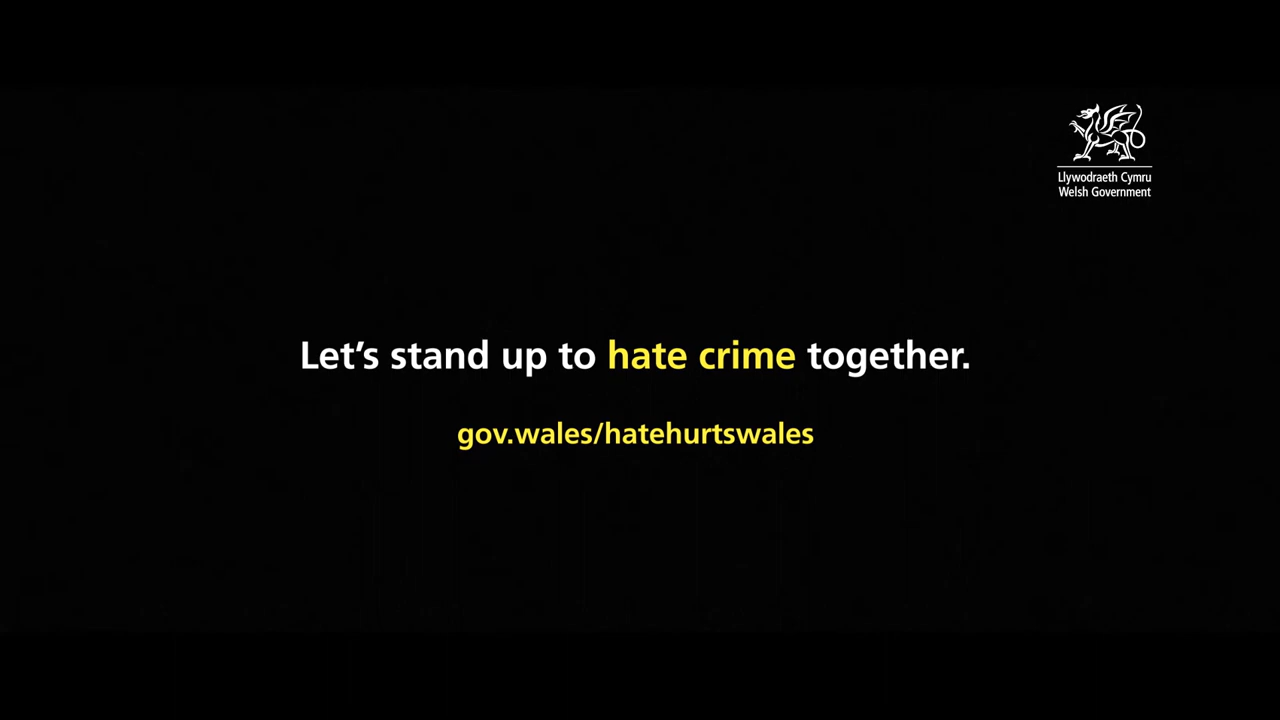 Llywodraeth Cymru
Welsh Government
Let's stand up to hate crime together.
gov.wales/hatehurtswales